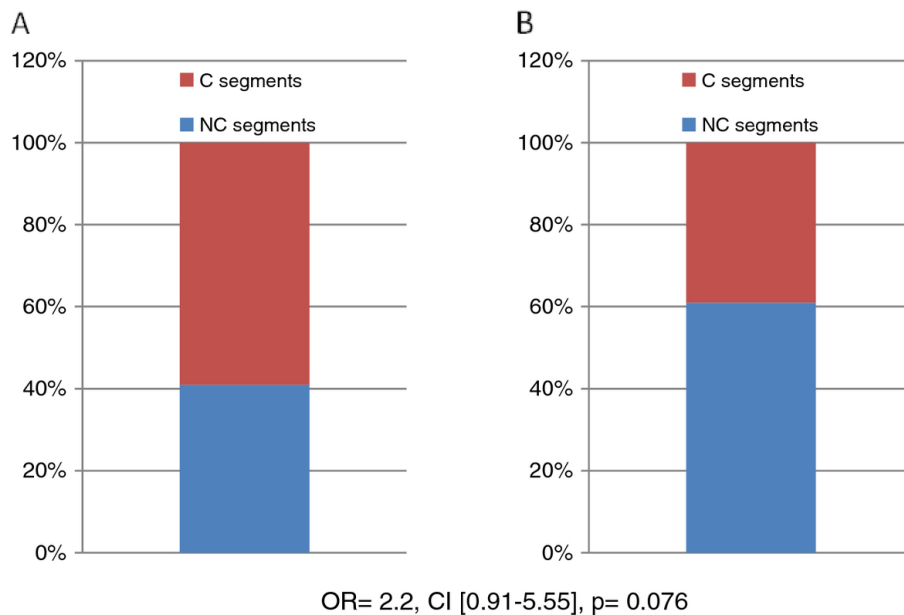 A
120%
C segments
NC segments
100%
80%
60%
40%
20%
0%
B
120%
C segments
NC segments
100%
80%
60%
40%
20%
0%
OR= 2.2, CI [0.91-5.55], p= 0.076